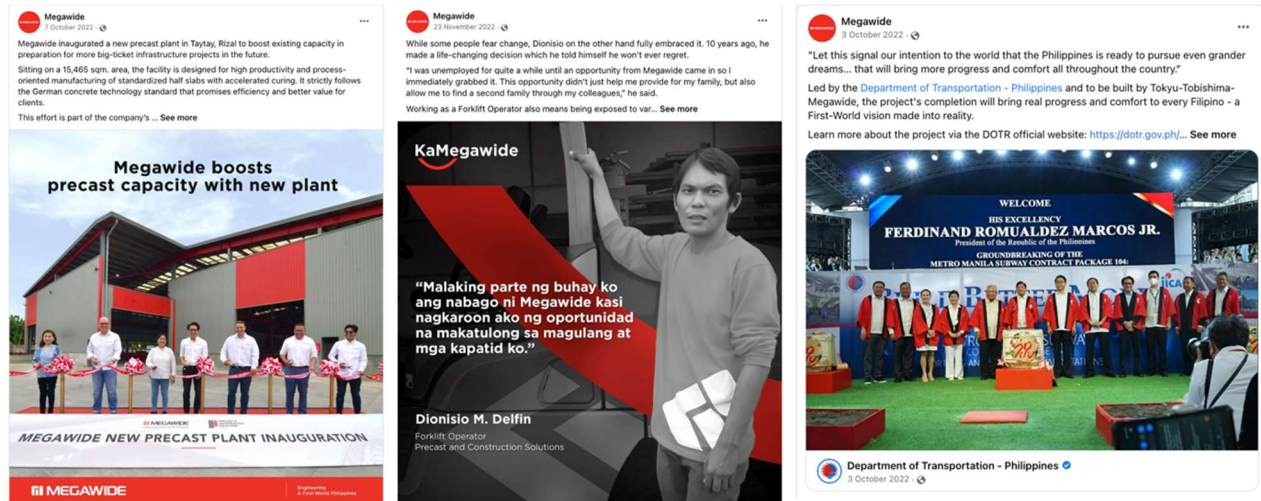 Megawide
7 October 2022 ·
Megawide inaugurated a new precast plant in Taytay, Rizal to boost existing capacity in
preparation for more big-ticket infrastructure projects in the future.
Sitting on a 15,465 sqm. area, the facility is designed for high productivity and process-
oriented manufacturing of standardized half slabs with accelerated curing. It strictly follows
the German concrete technology standard that promises efficiency and better value for
clients.
This effort is part of the company's ... See more
Megawide boosts
precast capacity with new plant
MEGAWIDE
MEGAWIDE NEW PRECAST PLANT INAUGURATION
MEGAWIDE
Engineering
A First-World Philippines
Megawide
23 November 2022 ·
While some people fear change, Dionisio on the other hand fully embraced it. 10 years ago, he
made a life-changing decision which he told himself he won't ever regret.
"I was unemployed for quite a while until an opportunity from Megawide came in so I
immediately grabbed it. This opportunity didn't just help me provide for my family, but also
allow me to find a second family through my colleagues," he said.
Working as a Forklift Operator also means being exposed to var... See more
KaMegawide
“Malaking parte ng buhay ko
ang nabago ni Megawide kasi
nagkaroon ako ng oportunidad
na makatulong sa magulang at
mga kapatid ko.”
Dionisio M. Delfin
Forklift Operator
Precast and Construction Solutions
Megawide
3 October 2022 ·
"Let this signal our intention to the world that the Philippines is ready to pursue even grander
dreams... that will bring more progress and comfort all throughout the country."
Led by the Department of Transportation - Philippines and to be built by Tokyu-Tobishima-
Megawide, the project's completion will bring real progress and comfort to every Filipino - a
First-World vision made into reality.
Learn more about the project via the DOTR official website: https://dotr.gov.ph/... See more
WELCOME
HIS EXCELLENCY
FERDINAND ROMUALDEZ MARCOS JR.
President of the Republic of the Philippines
GROUNDBREAKING OF THE
METRO MANILA SUBWAY CONTRACT PACKAGE 104:
jICA
Department of Transportation - Philippines
3 October 2022 ·